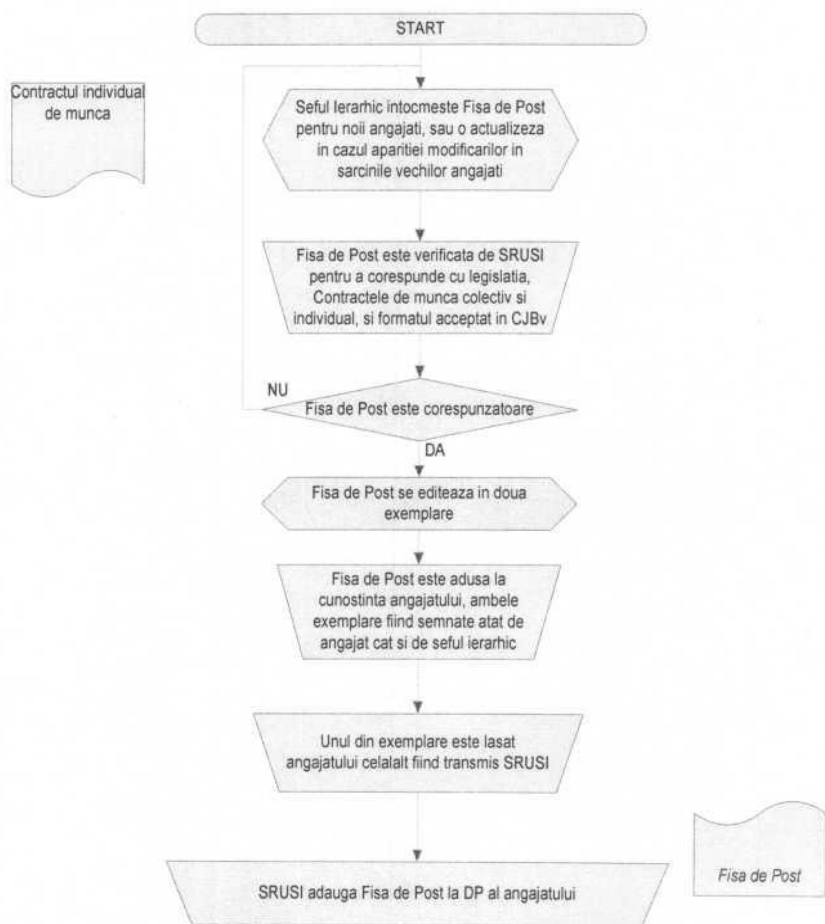 START
Contractul individual
de munca
Seful Ierarhic intocmeste Fisa de Post
pentru noii angajati, sau o actualizeza
in cazul aparitiei modificarilor in
sarcinile vechilor angajati
Fisa de Post este verificata de SRUSI
pentru a corespunde cu legislatia,
Contractele de munca colectiv si
individual, si formatul acceptat in CJBv
NU
Fisa de Post este corespunzatoare
DA
Fisa de Post se editeaza in doua
exemplare
Fisa de Post este adusa la
cunostinta angajatului, ambele
exemplare fiind semnate atat de
angajat cat si de seful ierarhic
Unul din exemplare este lasat
angajatului celalalt fiind transmis SRUSI
Fisa de Post
SRUSI adauga Fisa de Post la DP al angajatului